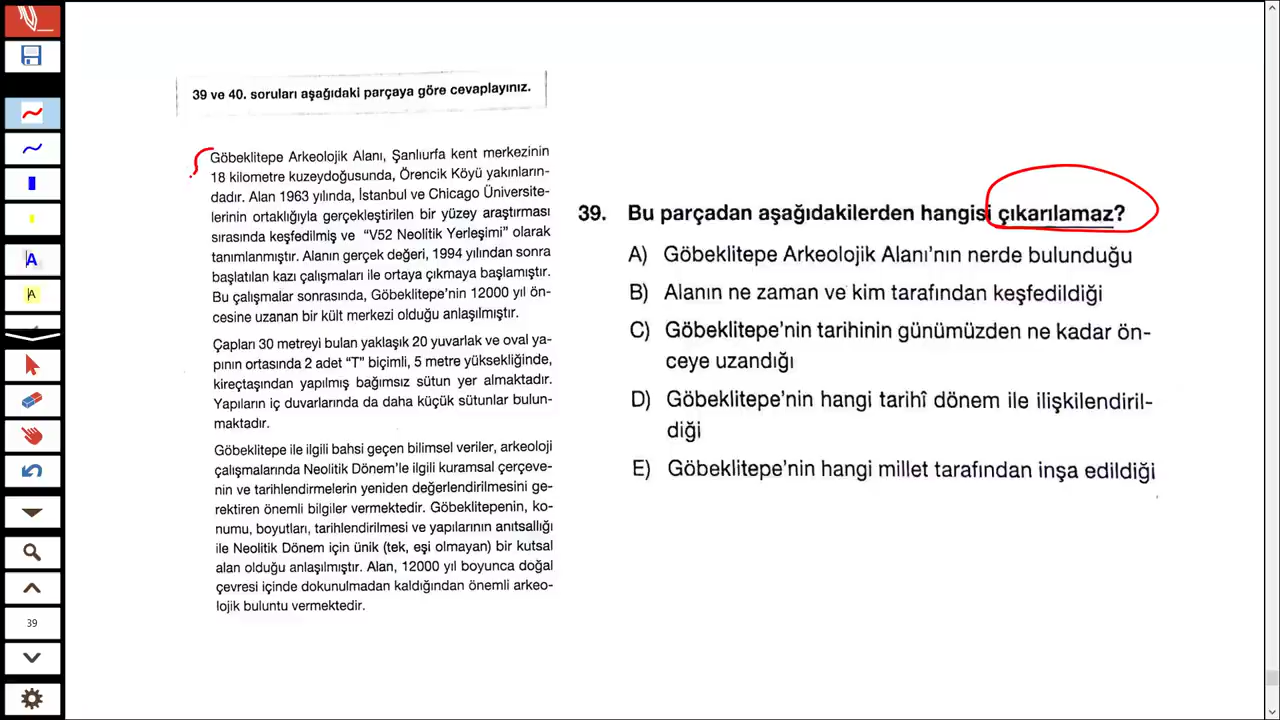 39 ve 40. soruları aşağıdaki parçaya göre cevaplayınız.
Göbeklitepe Arkeolojik Alanı, Şanlıurfa kent merkezinin
18 kilometre kuzeydoğusunda, Örencik Köyü yakınların-
dadır. Alan 1963 yılında, İstanbul ve Chicago Üniversite-
lerinin ortaklığıyla gerçekleştirilen bir yüzey araştırması
sırasında keşfedilmiş ve "V52 Neolitik Yerleşimi" olarak
tanımlanmıştır. Alanın gerçek değeri, 1994 yılından sonra
başlatılan kazı çalışmaları ile ortaya çıkmaya başlamıştır.
Bu çalışmalar sonrasında, Göbeklitepe'nin 12000 yıl ön-
cesine uzanan bir kült merkezi olduğu anlaşılmıştır.
Çapları 30 metreyi bulan yaklaşık 20 yuvarlak ve oval ya-
pının ortasında 2 adet "T" biçimli, 5 metre yüksekliğinde,
kireçtaşından yapılmış bağımsız sütun yer almaktadır.
Yapıların iç duvarlarında da daha küçük sütunlar bulun-
maktadır.
Göbeklitepe ile ilgili bahsi geçen bilimsel veriler, arkeoloji
çalışmalarında Neolitik Dönem'le ilgili kuramsal çerçeve-
nin ve tarihlendirmelerin yeniden değerlendirilmesini ge-
rektiren önemli bilgiler vermektedir. Göbeklitepenin, ko-
numu, boyutları, tarihlendirilmesi ve yapılarının anıtsallığı
ile Neolitik Dönem için ünik (tek, eşi olmayan) bir kutsal
alan olduğu anlaşılmıştır. Alan, 12000 yıl boyunca doğal
çevresi içinde dokunulmadan kaldığından önemli arkeo-
lojik buluntu vermektedir.
39. Bu parçadan aşağıdakilerden hangisi çıkarılamaz?
A) Göbeklitepe Arkeolojik Alanı'nın nerde bulunduğu
B) Alanın ne zaman ve kim tarafından keşfedildiği
C) Göbeklitepe'nin tarihinin günümüzden ne kadar ön-
ceye uzandığı
D) Göbeklitepe'nin hangi tarihî dönem ile ilişkilendiril-
diği
E) Göbeklitepe'nin hangi millet tarafından inşa edildiği
A
A
39